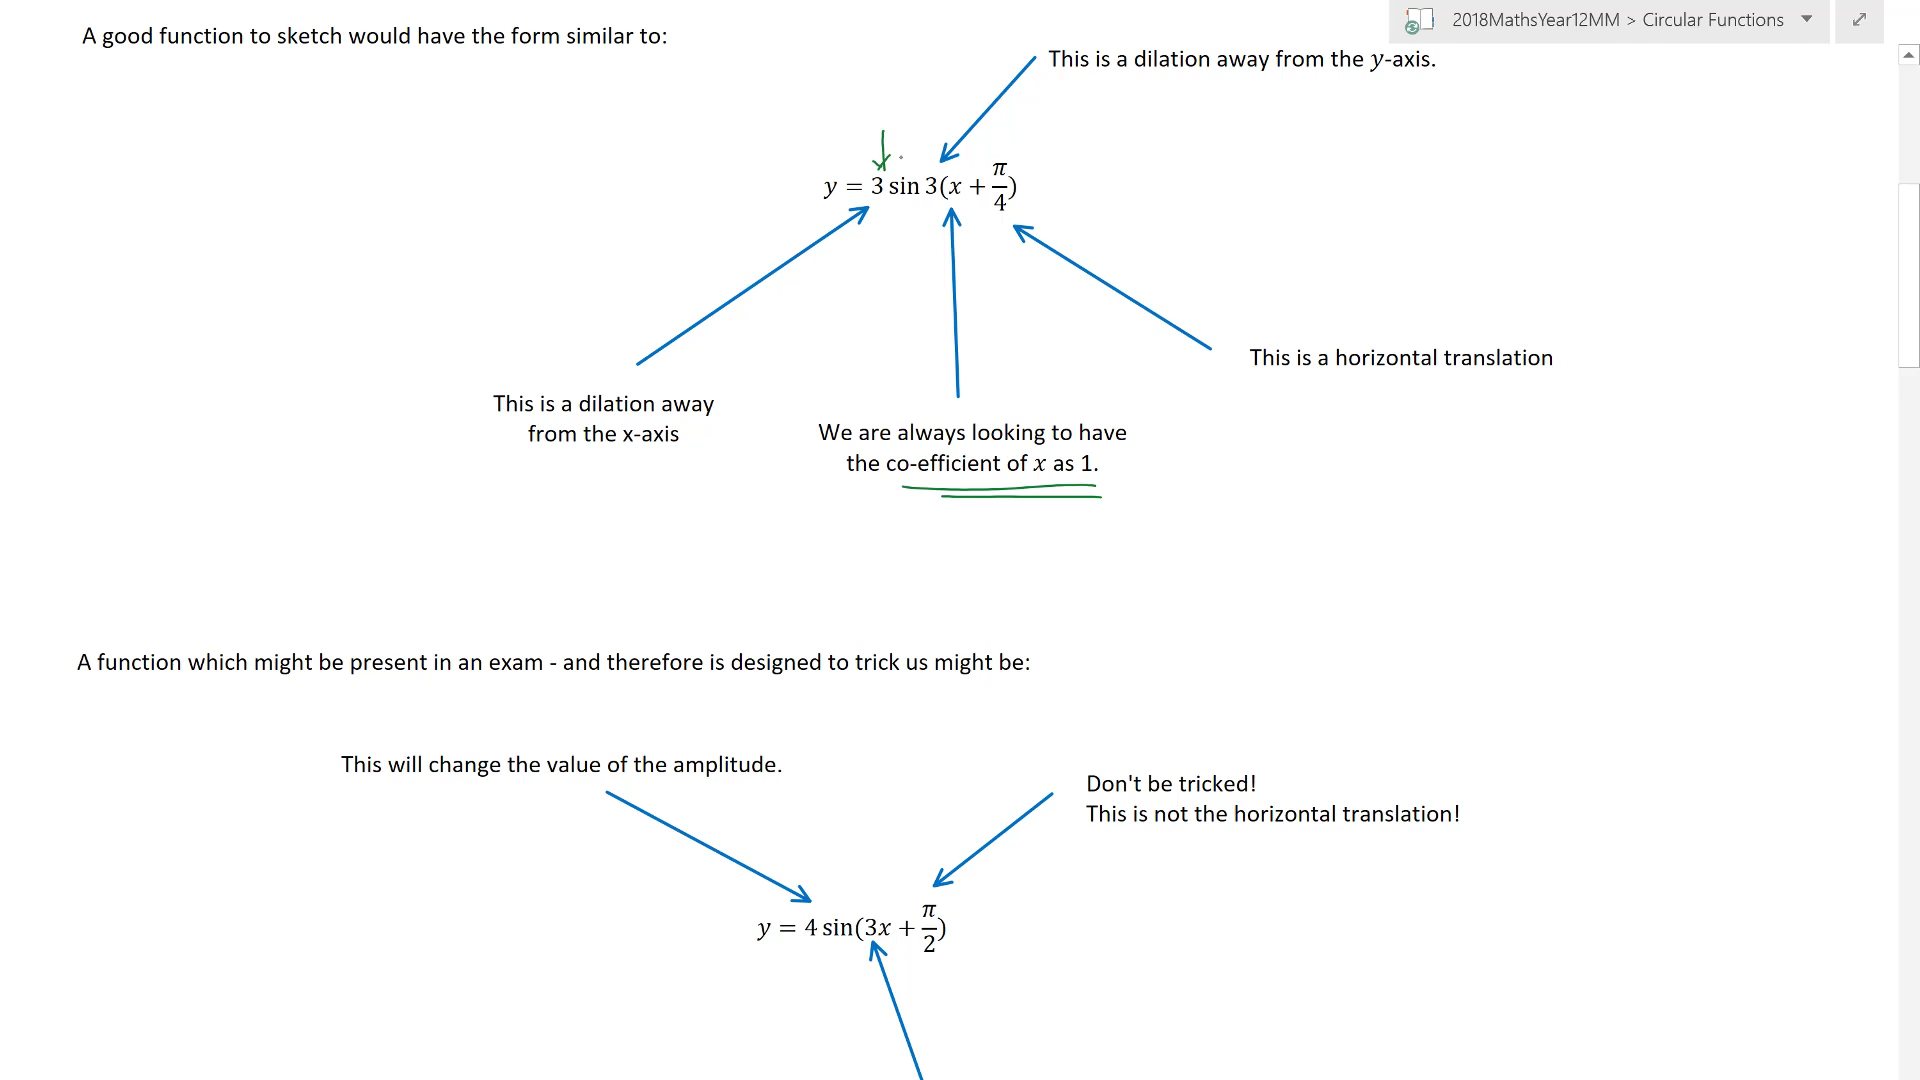 2018MathsYear12MM > Circular Functions
A good function to sketch would have the form similar to:
This is a dilation away from the y-axis.
y = 3 sin 3(x + π/4)
This is a horizontal translation
This is a dilation away
from the x-axis
We are always looking to have
the co-efficient of x as 1.
A function which might be present in an exam - and therefore is designed to trick us might be:
This will change the value of the amplitude.
Don't be tricked!
This is not the horizontal translation!
y = 4 sin(3x + π/2)